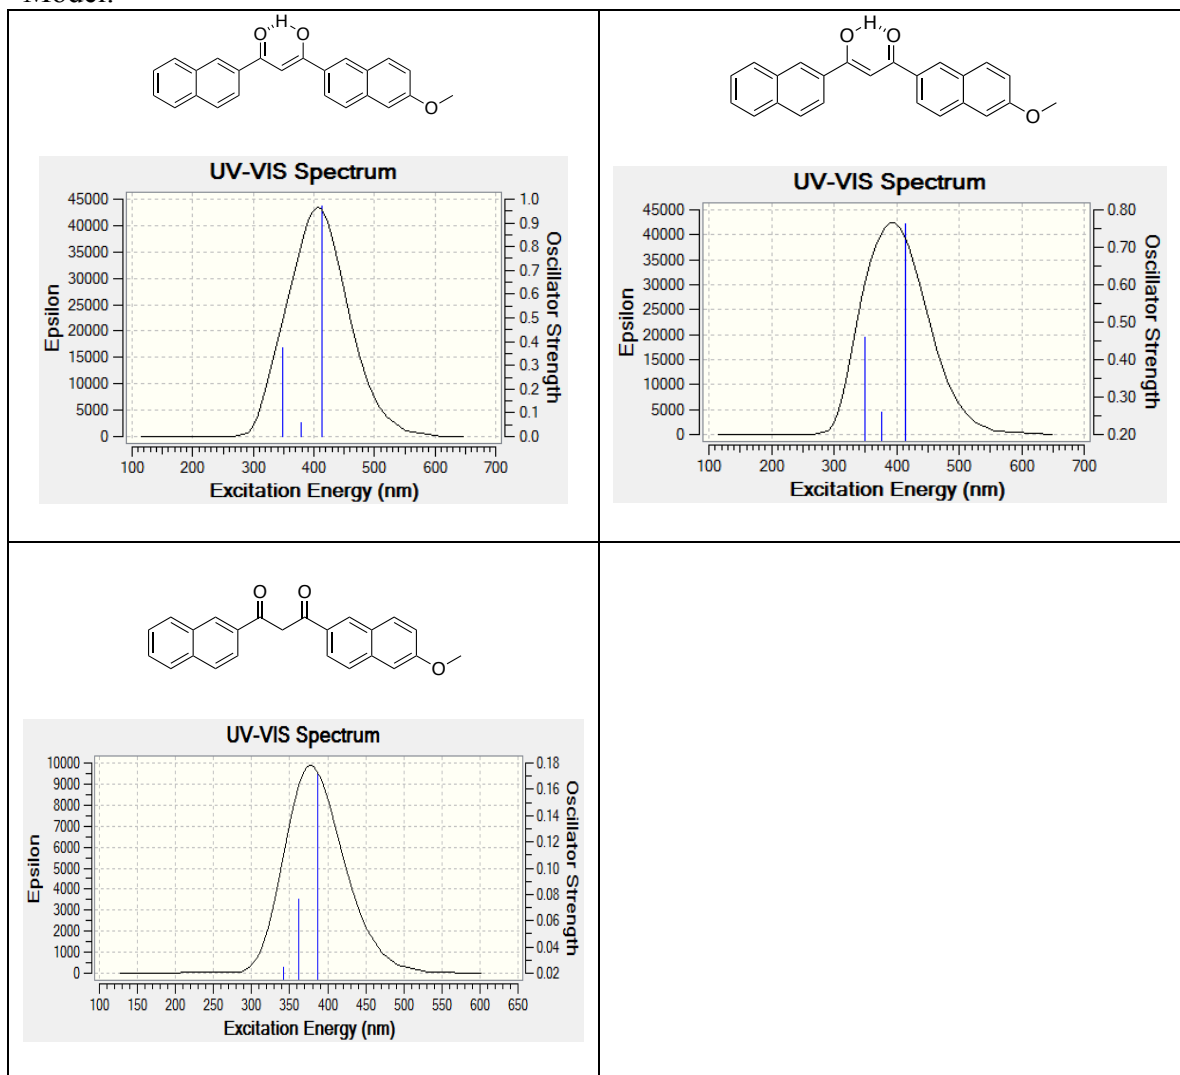 O H O
O
UV-VIS Spectrum
45000
40000
35000
30000
25000
20000
15000
10000
5000
0
Epsilon
1.0
0.9
0.8
0.7
0.6
0.5
0.4
0.3
0.2
0.1
0.0
Oscillator Strength
100 200 300 400 500 600 700
Excitation Energy (nm)
O H O
O
UV-VIS Spectrum
45000
40000
35000
30000
25000
20000
15000
10000
5000
0
Epsilon
0.80
0.70
0.60
0.50
0.40
0.30
0.20
Oscillator Strength
100 200 300 400 500 600 700
Excitation Energy (nm)
O O
O
UV-VIS Spectrum
10000
9000
8000
7000
6000
5000
4000
3000
2000
1000
0
Epsilon
0.18
0.16
0.14
0.12
0.10
0.08
0.06
0.04
0.02
Oscillator Strength
100 150 200 250 300 350 400 450 500 550 600 650
Excitation Energy (nm)